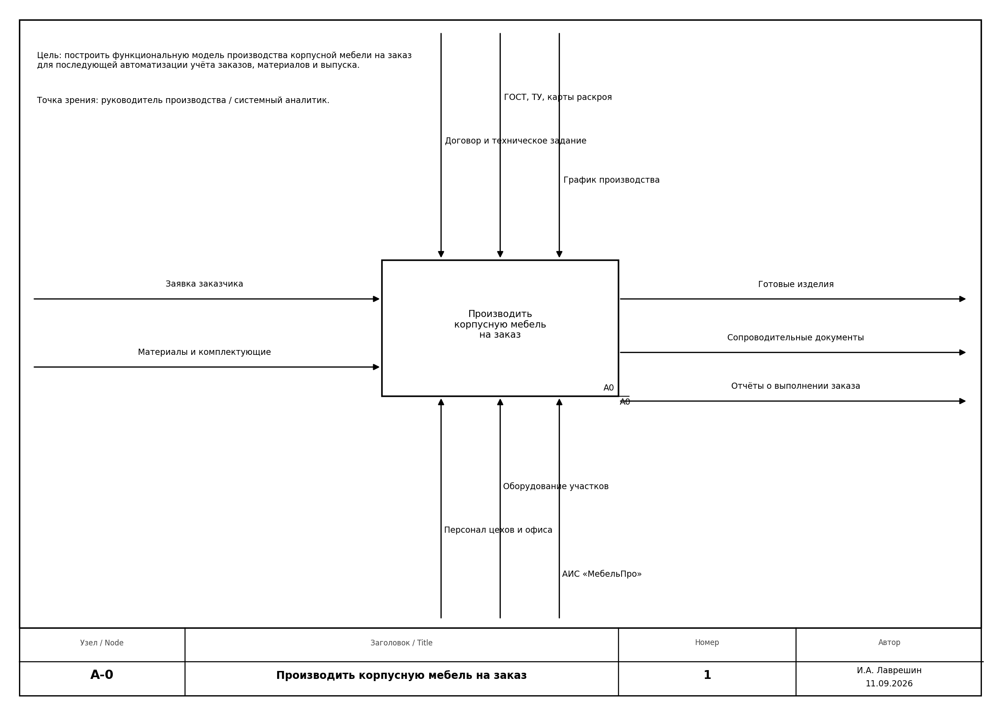 Цель: построить функциональную модель производства корпусной мебели на заказ
для последующей автоматизации учёта заказов, материалов и выпуска.
Точка зрения: руководитель производства / системный аналитик.
ГОСТ, ТУ, карты раскроя
Договор и техническое задание
График производства
Заявка заказчика
Материалы и комплектующие
Производить
корпусную мебель
на заказ
A0
A0
Готовые изделия
Сопроводительные документы
Отчёты о выполнении заказа
Оборудование участков
Персонал цехов и офиса
АИС «МебельПро»
Узел / Node
Заголовок / Title
Номер
Автор
A-0
Производить корпусную мебель на заказ
1
И.А. Лаврешин
11.09.2026